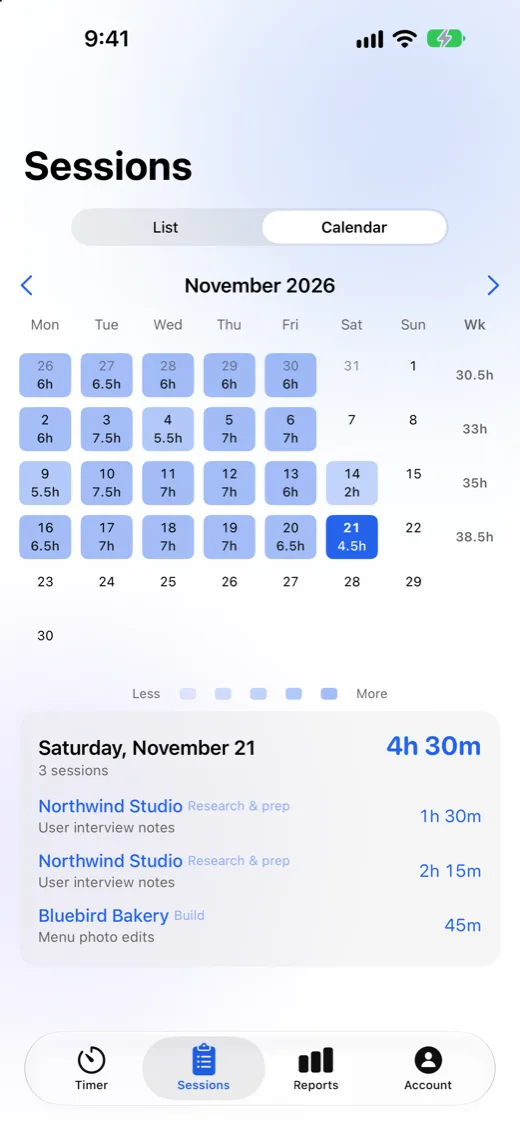 9:41
Sessions
List Calendar
November 2026
Mon Tue Wed Thu Fri Sat Sun Wk
26 27 28 29 30 31 1
6h 6.5h 6h 6h 6h 30.5h
2 3 4 5 6 7 8
6h 7.5h 5.5h 7h 7h 33h
9 10 11 12 13 14 15
5.5h 7.5h 7h 7h 6h 2h 35h
16 17 18 19 20 21 22
6.5h 7h 7h 7h 6.5h 4.5h 38.5h
23 24 25 26 27 28 29
30
Less More
Saturday, November 21 4h 30m
3 sessions
Northwind Studio Research & prep
User interview notes 1h 30m
Northwind Studio Research & prep
User interview notes 2h 15m
Bluebird Bakery Build
Menu photo edits 45m
Timer Sessions Reports Account